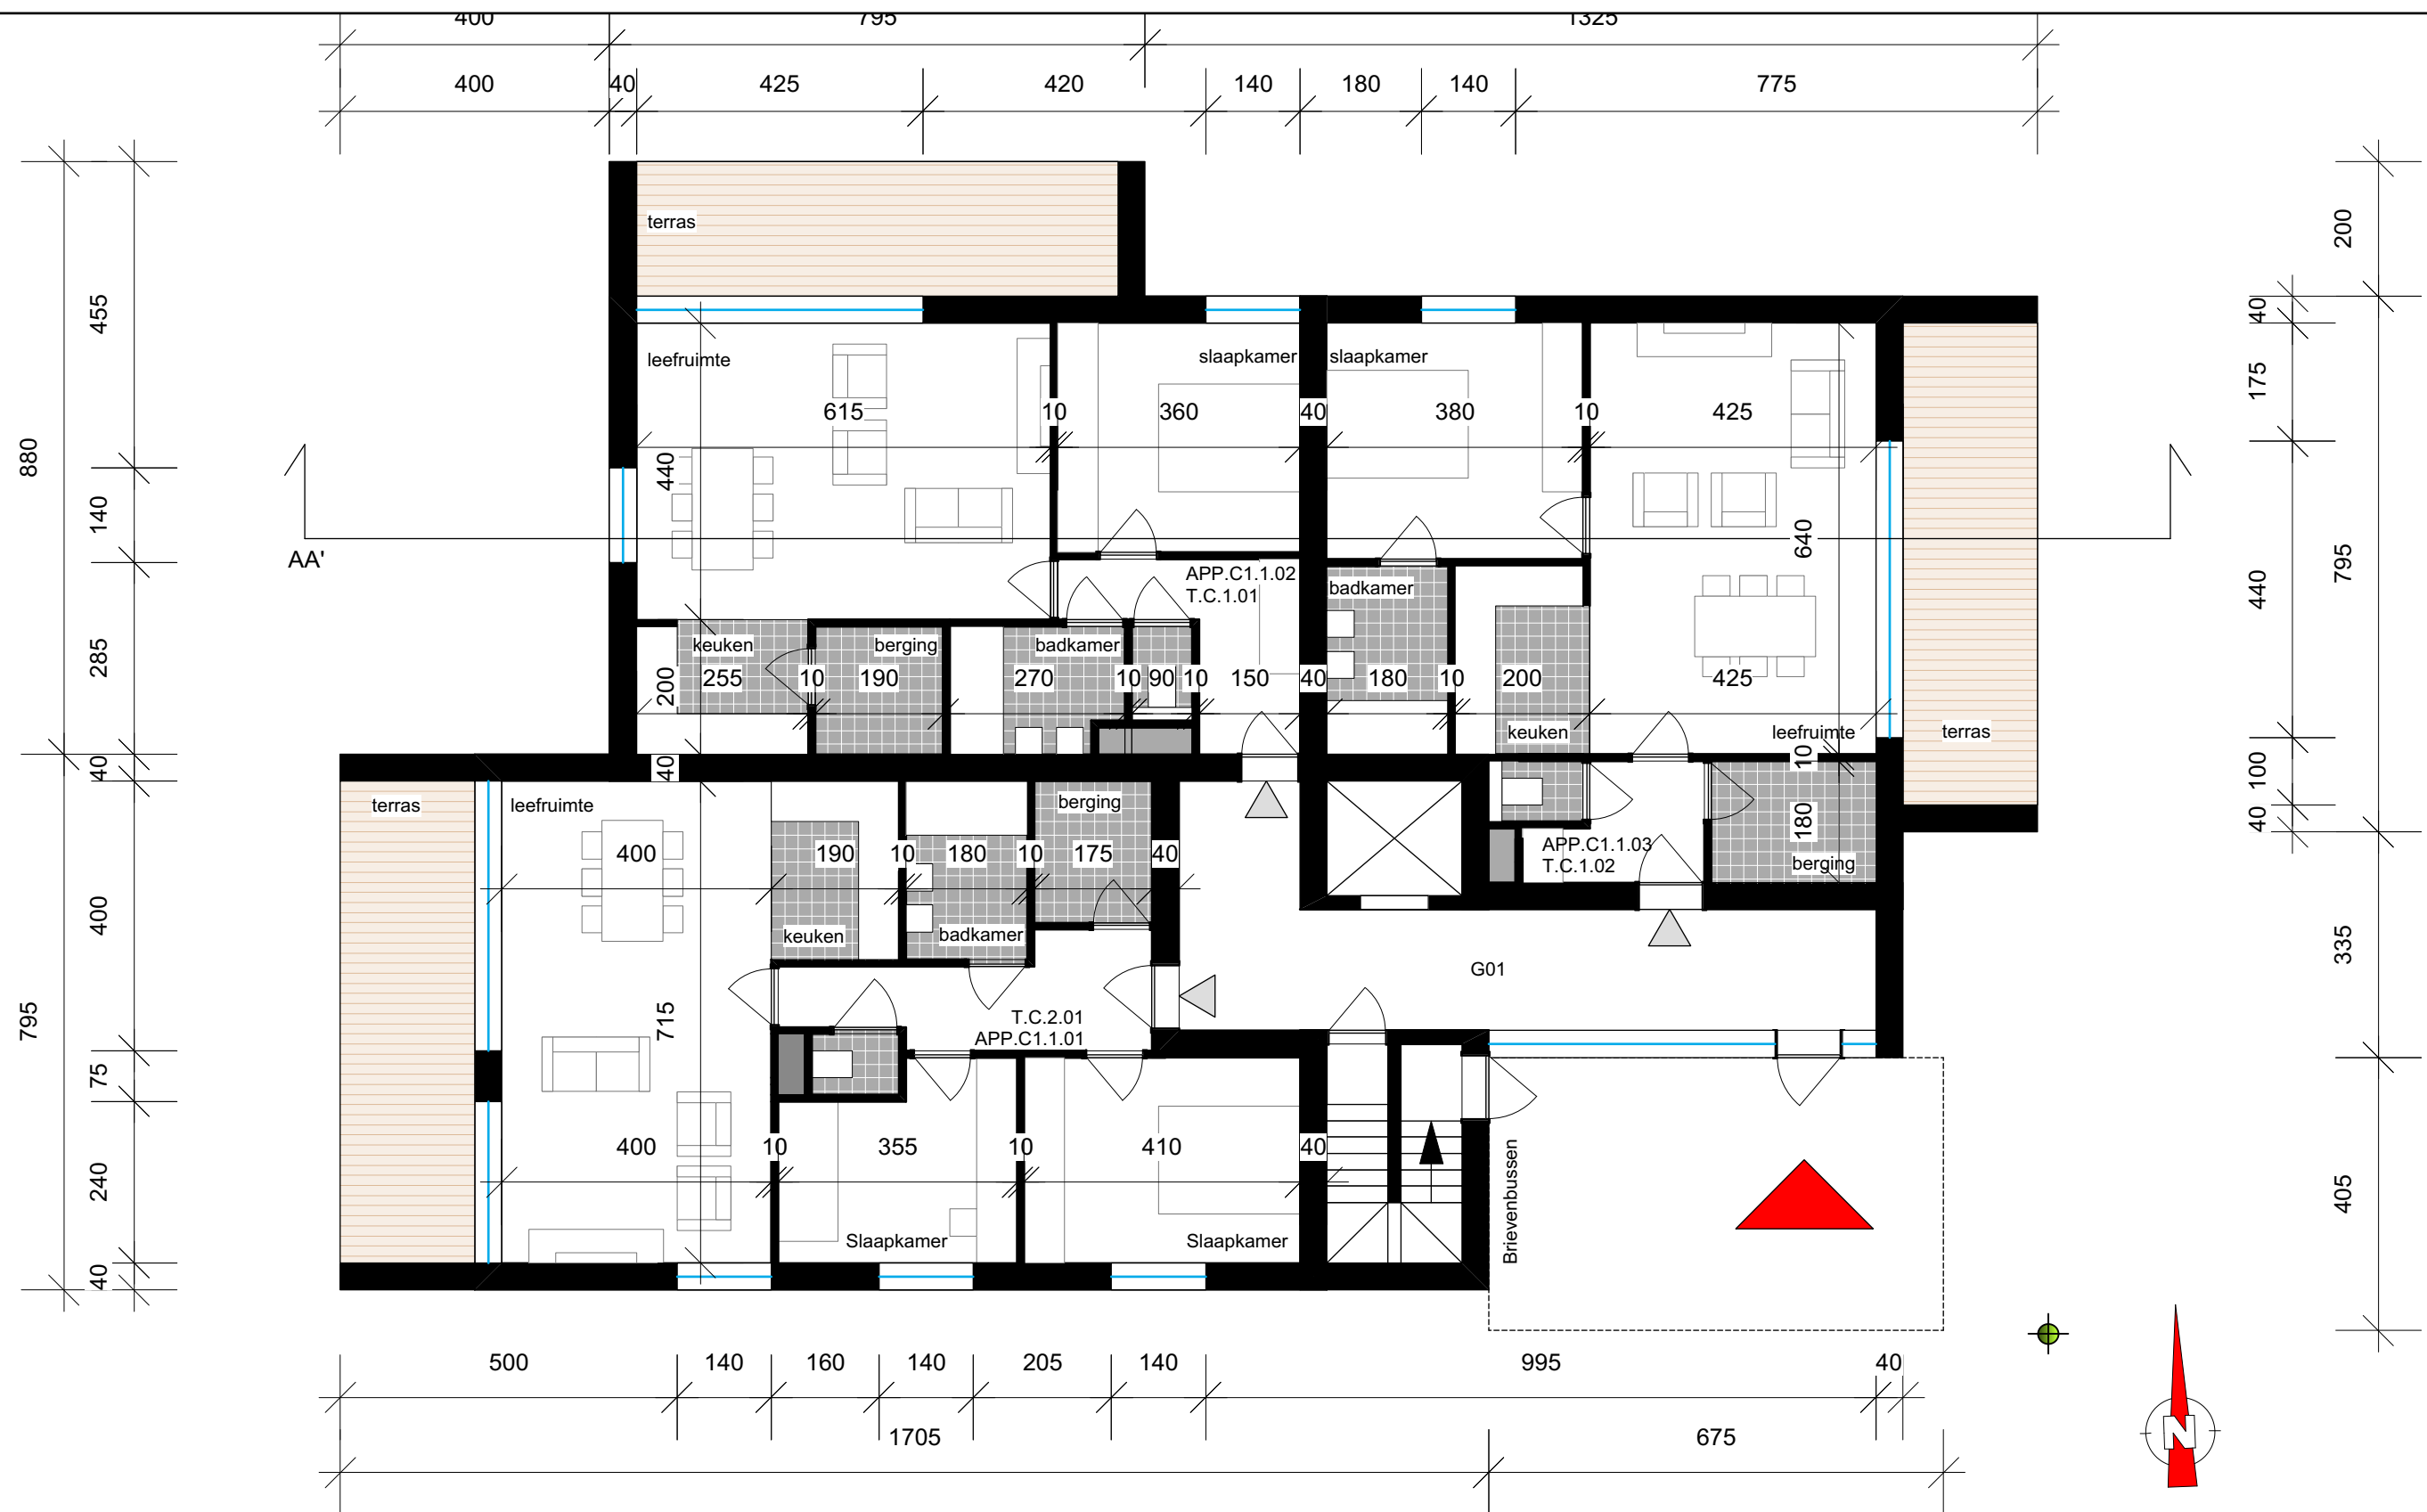 400 795 1325
400 40 425 420 140 180 140 775
terras
200
455
40
leefruimte
slaapkamer
slaapkamer
175
615 10 360 40 380 10 425
880
440
140
640
795
AA'
APP.C1.1.02
T.C.1.01
badkamer
440
285
keuken
berging
badkamer
200
255 10 190 270 10 90 10 150 40 180 10 200 425
keuken
leefruimte
terras
40
40
10
100
terras
leefruimte
berging
40
180
APP.C1.1.03
T.C.1.02
berging
400 190 10 180 10 175 40
400
keuken
badkamer
335
G01
795
715
T.C.2.01
APP.C1.1.01
75
400 10 355 10 410 40
240
Brievenbussen
405
Slaapkamer
Slaapkamer
40
500 140 160 140 205 140 995 40
1705 675
N